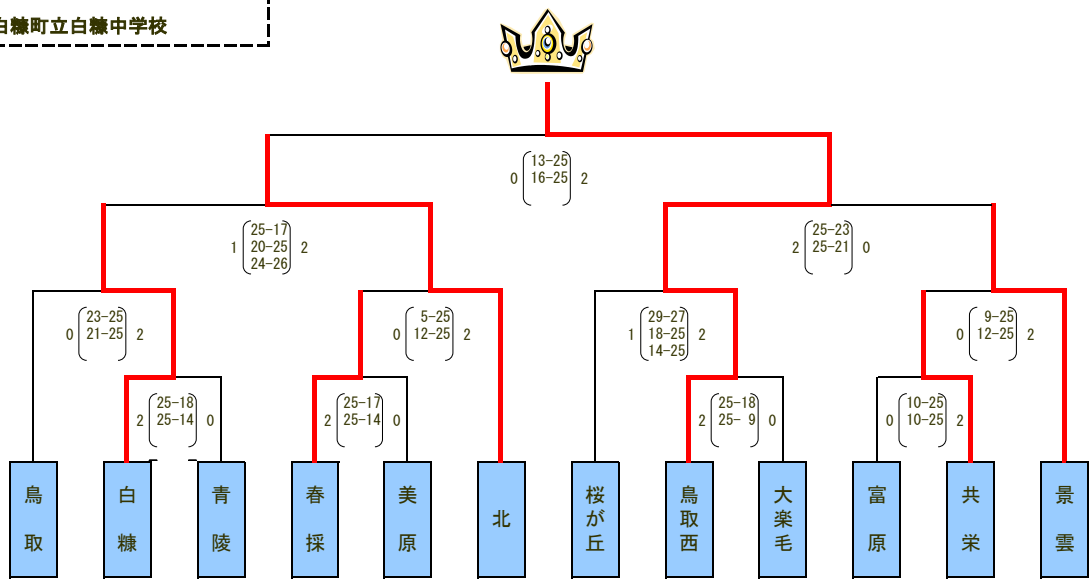 白糠町立白糠中学校
13-25
0 16-25 2
25-17
1 20-25 2
24-26
25-23
2 25-21 0
23-25
0 21-25 2
5-25
0 12-25 2
29-27
1 18-25 2
14-25
9-25
0 12-25 2
25-18
2 25-14 0
25-17
2 25-14 0
25-18
2 25- 9 0
10-25
0 10-25 2
鳥取
白糠
青陵
春採
美原
北
桜が丘
鳥取西
大楽毛
富原
共栄
景雲